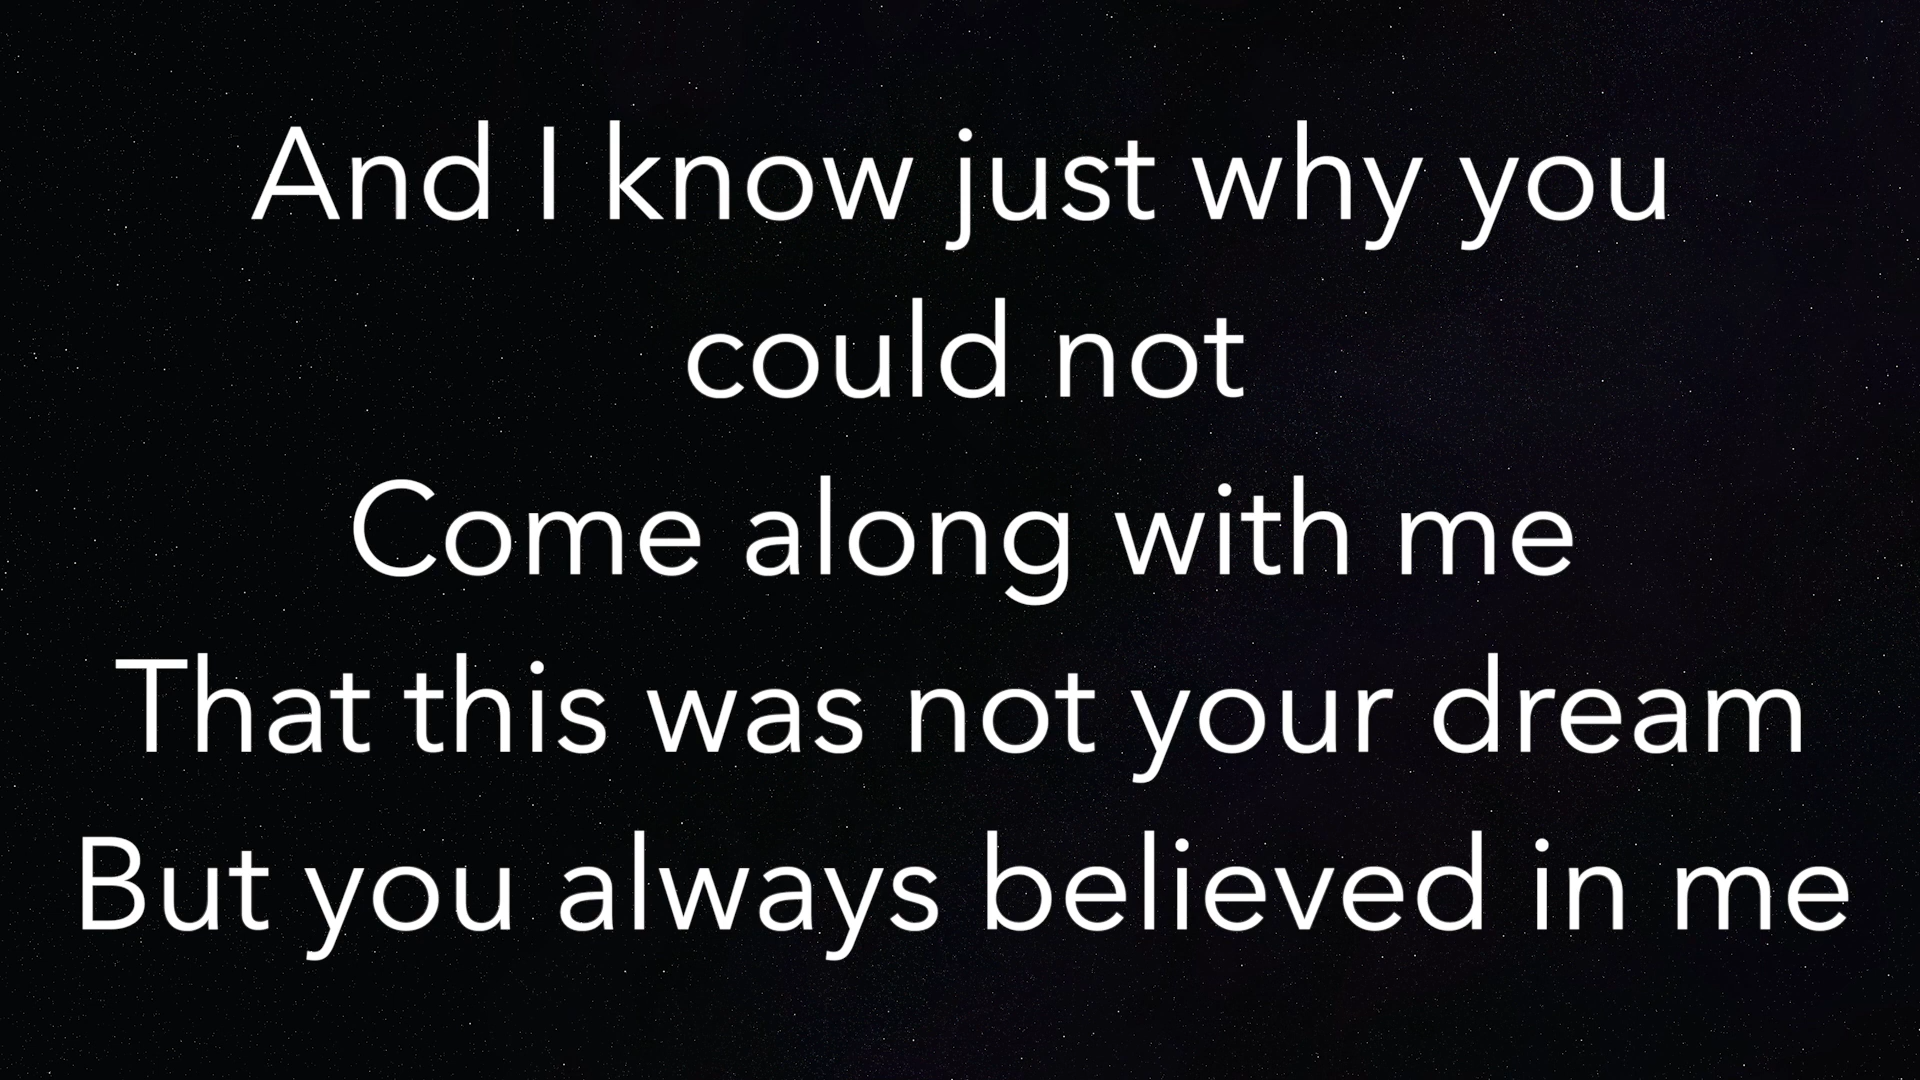 And I know just why you
could not
Come along with me
That this was not your dream
But you always believed in me